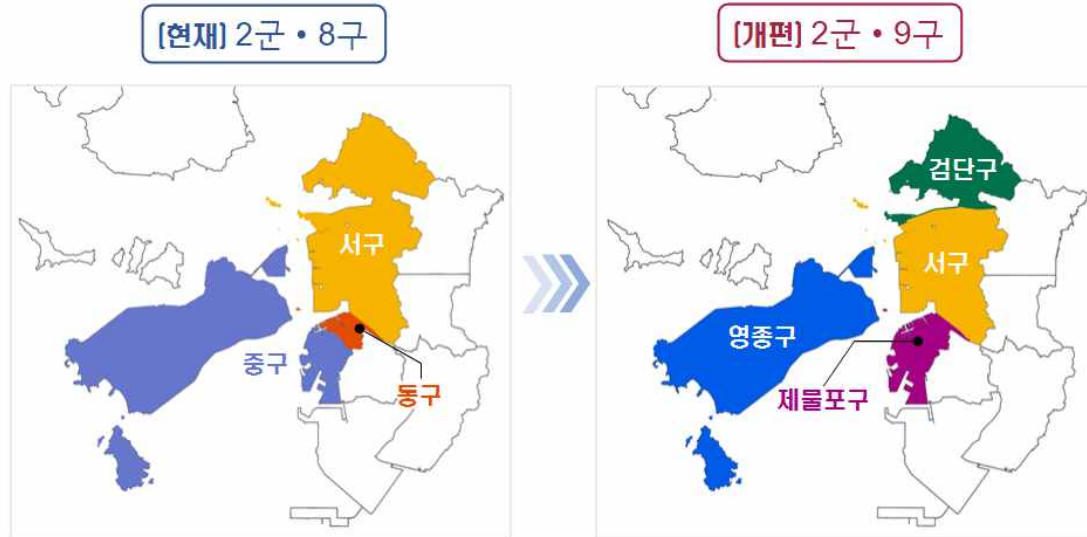 [현재] 2군 • 8구
[개편] 2군 • 9구
서구
중구
동구
검단구
서구
영종구
제물포구